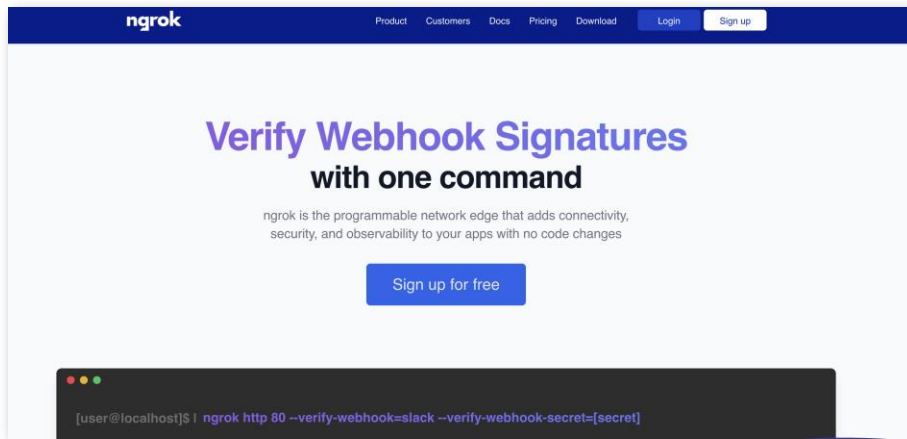 ngrok
Product Customers Docs Pricing Download Login Sign up
Verify Webhook Signatures
with one command
ngrok is the programmable network edge that adds connectivity,
security, and observability to your apps with no code changes
Sign up for free
[user@localhost]$ | ngrok http 80 --verify-webhook=slack --verify-webhook-secret=[secret]